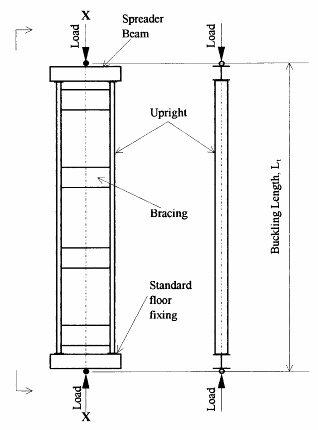 X
Load
Spreader
Beam
Load
Upright
Bracing
Buckling Length, L₁
Standard
floor
fixing
Load
X
Load